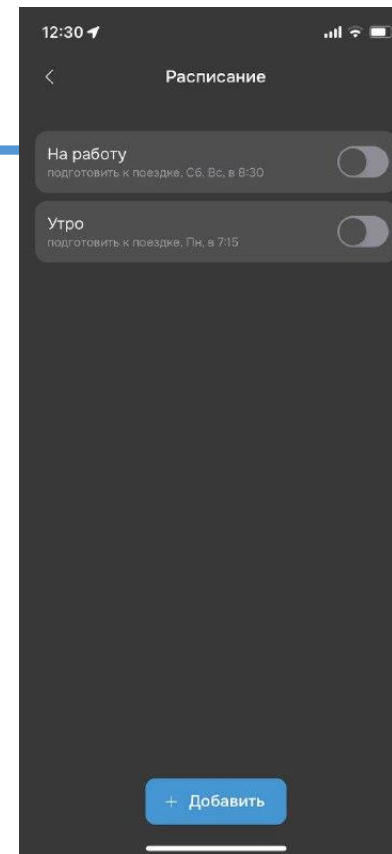 12:30
Расписание
На работу
подготовить к поездке, Сб, Вс, в 8:30
Утро
подготовить к поездке, Пн, в 7:15
+ Добавить